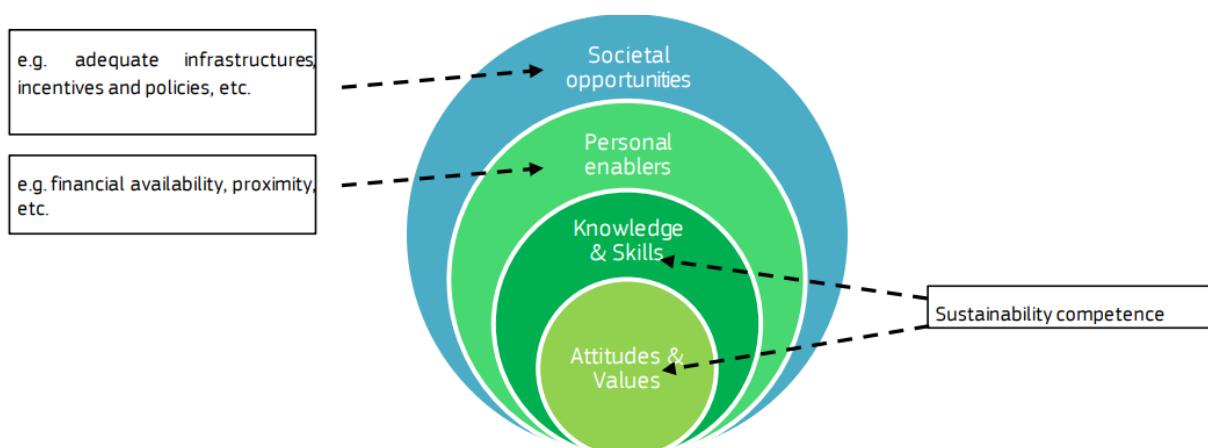 e.g. adequate infrastructures,
incentives and policies, etc.
e.g. financial availability, proximity,
etc.
Societal
opportunities
Personal
enablers
Knowledge
& Skills
Attitudes &
Values
Sustainability competence